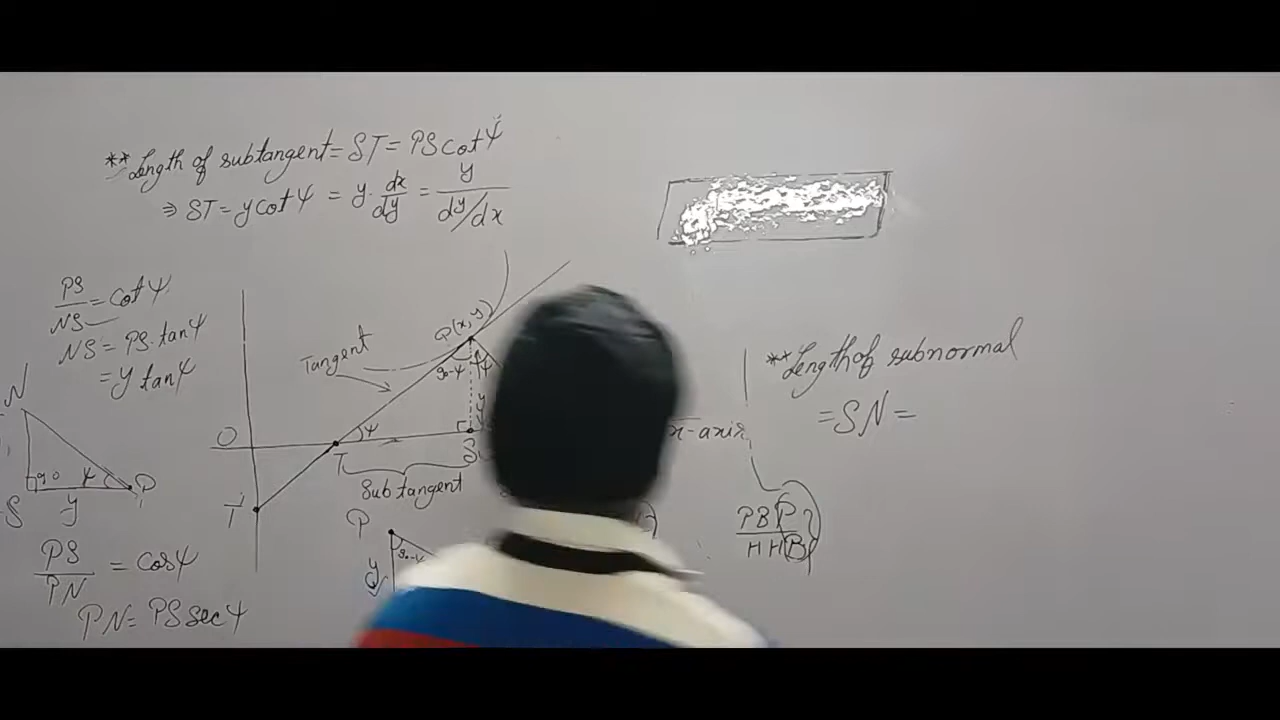 ** Length of subtangent = ST = PS cot ψ
⇒ ST = y cot ψ = y. dx/dy = y/(dy/dx)
PS/NS = cot ψ
NS = PS. tan ψ
= y tan ψ
N
S
90
ψ
P
y
PS/PN = cos ψ
PN = PS sec ψ
P(x, y)
Tangent
90-ψ
ψ
y
O
ψ
T
S
x-axis
Sub tangent
T
P
90-ψ
y
** Length of subnormal
= SN =
PBP
HHB